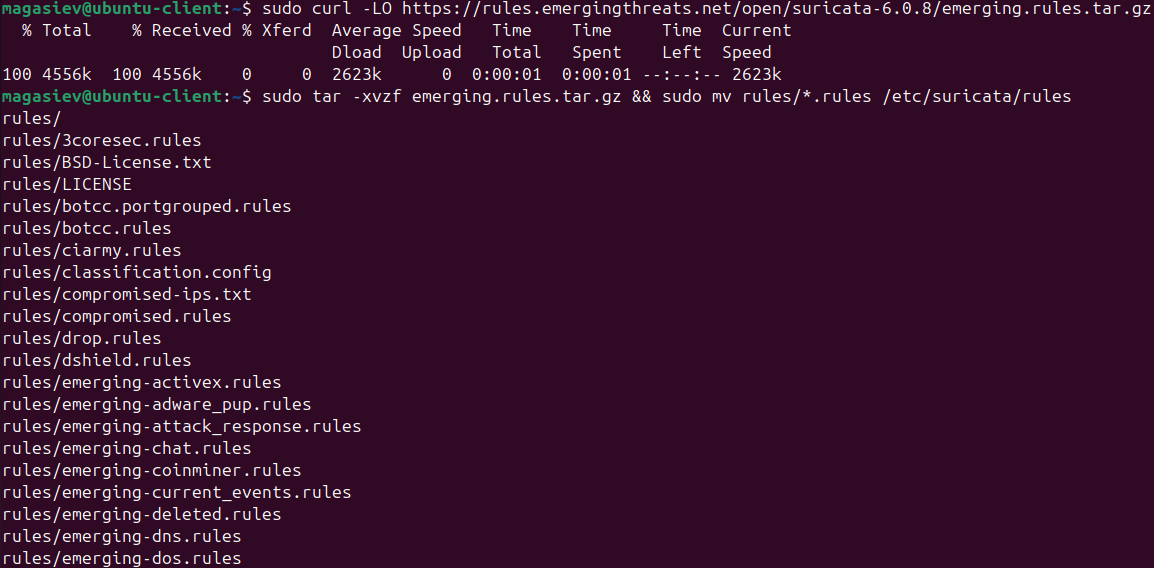 magasiev@ubuntu-client:~$ sudo curl -LO https://rules.emergingthreats.net/open/suricata-6.0.8/emerging.rules.tar.gz
  % Total    % Received % Xferd  Average Speed   Time    Time     Time  Current
                                 Dload  Upload   Total   Spent    Left  Speed
100 4556k  100 4556k    0     0  2623k      0  0:00:01  0:00:01 --:--:-- 2623k
magasiev@ubuntu-client:~$ sudo tar -xvzf emerging.rules.tar.gz && sudo mv rules/*.rules /etc/suricata/rules
rules/
rules/3coresec.rules
rules/BSD-License.txt
rules/LICENSE
rules/botcc.portgrouped.rules
rules/botcc.rules
rules/ciarmy.rules
rules/classification.config
rules/compromised-ips.txt
rules/compromised.rules
rules/drop.rules
rules/dshield.rules
rules/emerging-activex.rules
rules/emerging-adware_pup.rules
rules/emerging-attack_response.rules
rules/emerging-chat.rules
rules/emerging-coinminer.rules
rules/emerging-current_events.rules
rules/emerging-deleted.rules
rules/emerging-dns.rules
rules/emerging-dos.rules